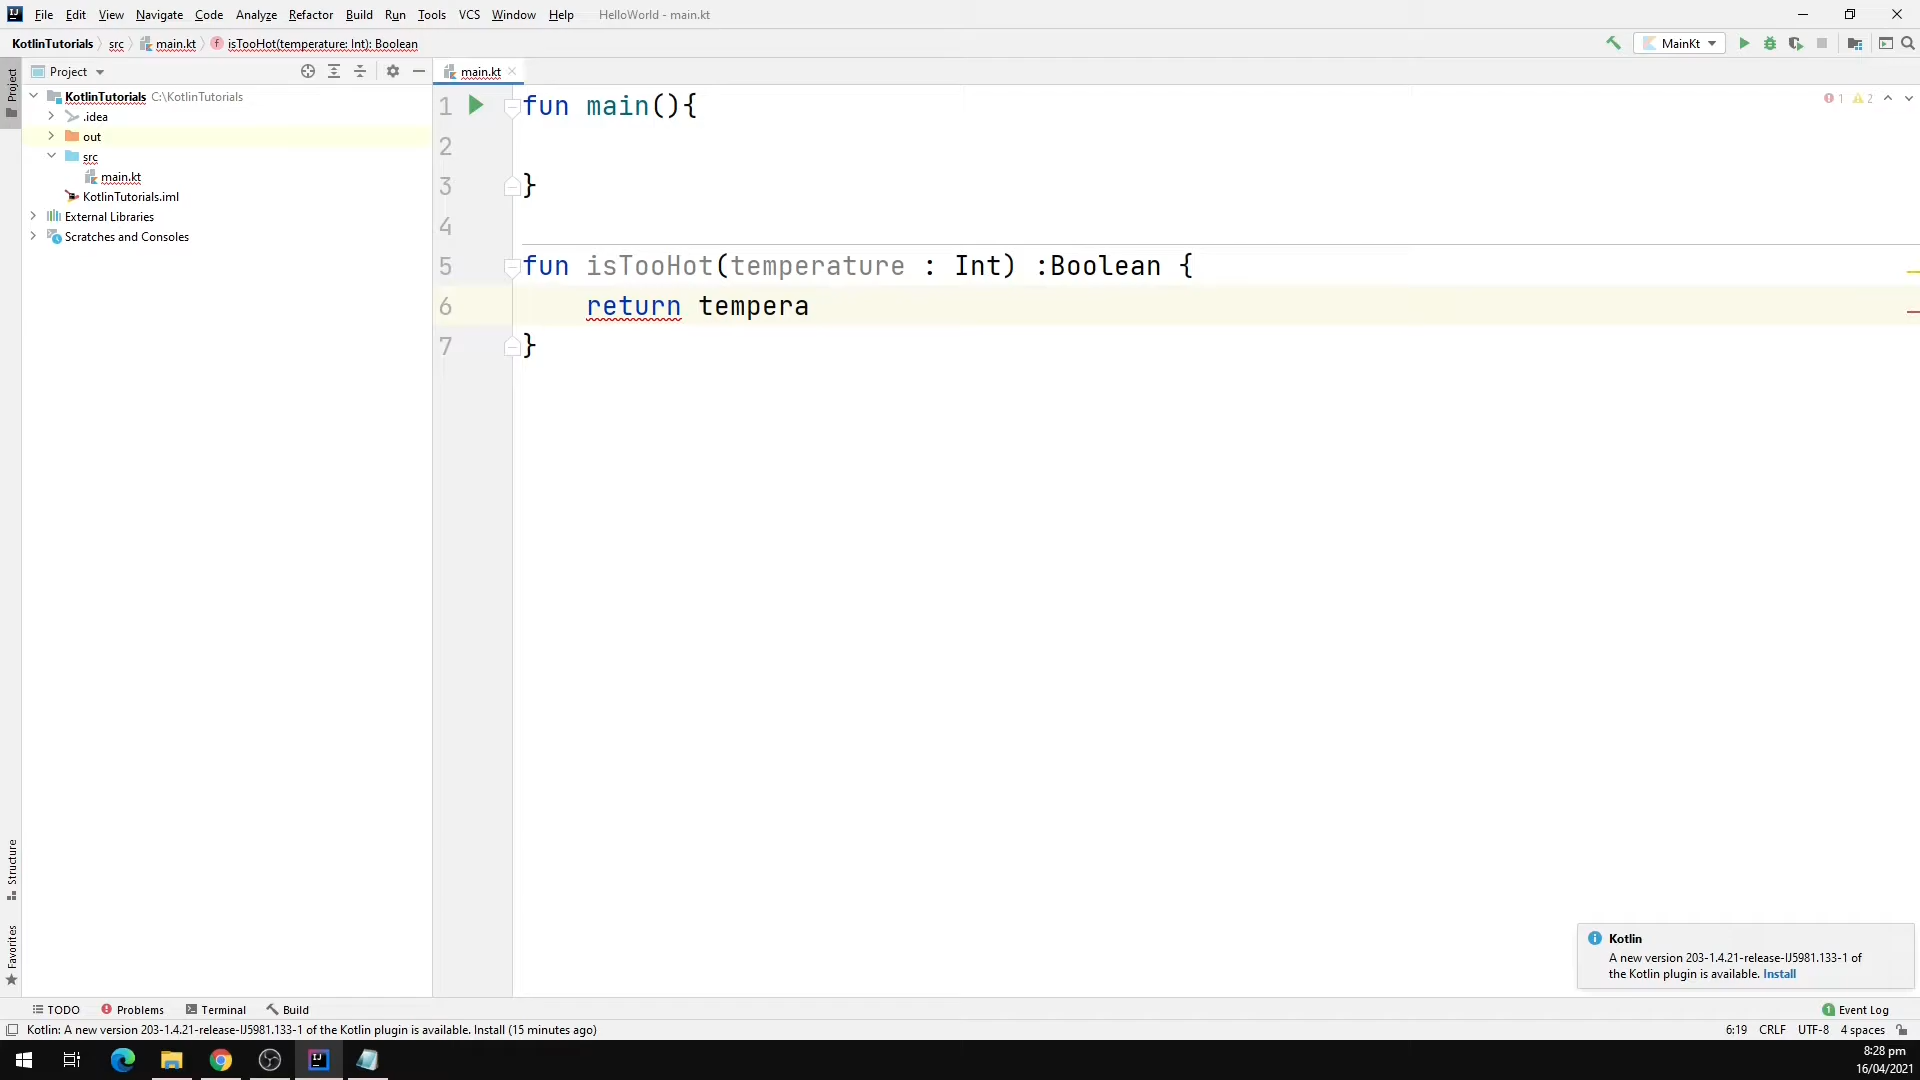 File Edit View Navigate Code Analyze Refactor Build Run Tools VCS Window Help HelloWorld - main.kt
KotlinTutorials src main.kt isTooHot(temperature: Int): Boolean MainKt
Project
Project
main.kt
KotlinTutorials C:\KotlinTutorials
.idea
out
src
main.kt
KotlinTutorials.iml
External Libraries
Scratches and Consoles
1 fun main(){
1 2
2
3 }
4
5 fun isTooHot(temperature : Int) :Boolean {
6 return tempera
7 }
Structure
Favorites
Kotlin
A new version 203-1.4.21-release-IJ5981.133-1 of
the Kotlin plugin is available. Install
TODO Problems Terminal Build 1 Event Log
Kotlin: A new version 203-1.4.21-release-IJ5981.133-1 of the Kotlin plugin is available. Install (15 minutes ago) 6:19 CRLF UTF-8 4 spaces
8:28 pm
16/04/2021